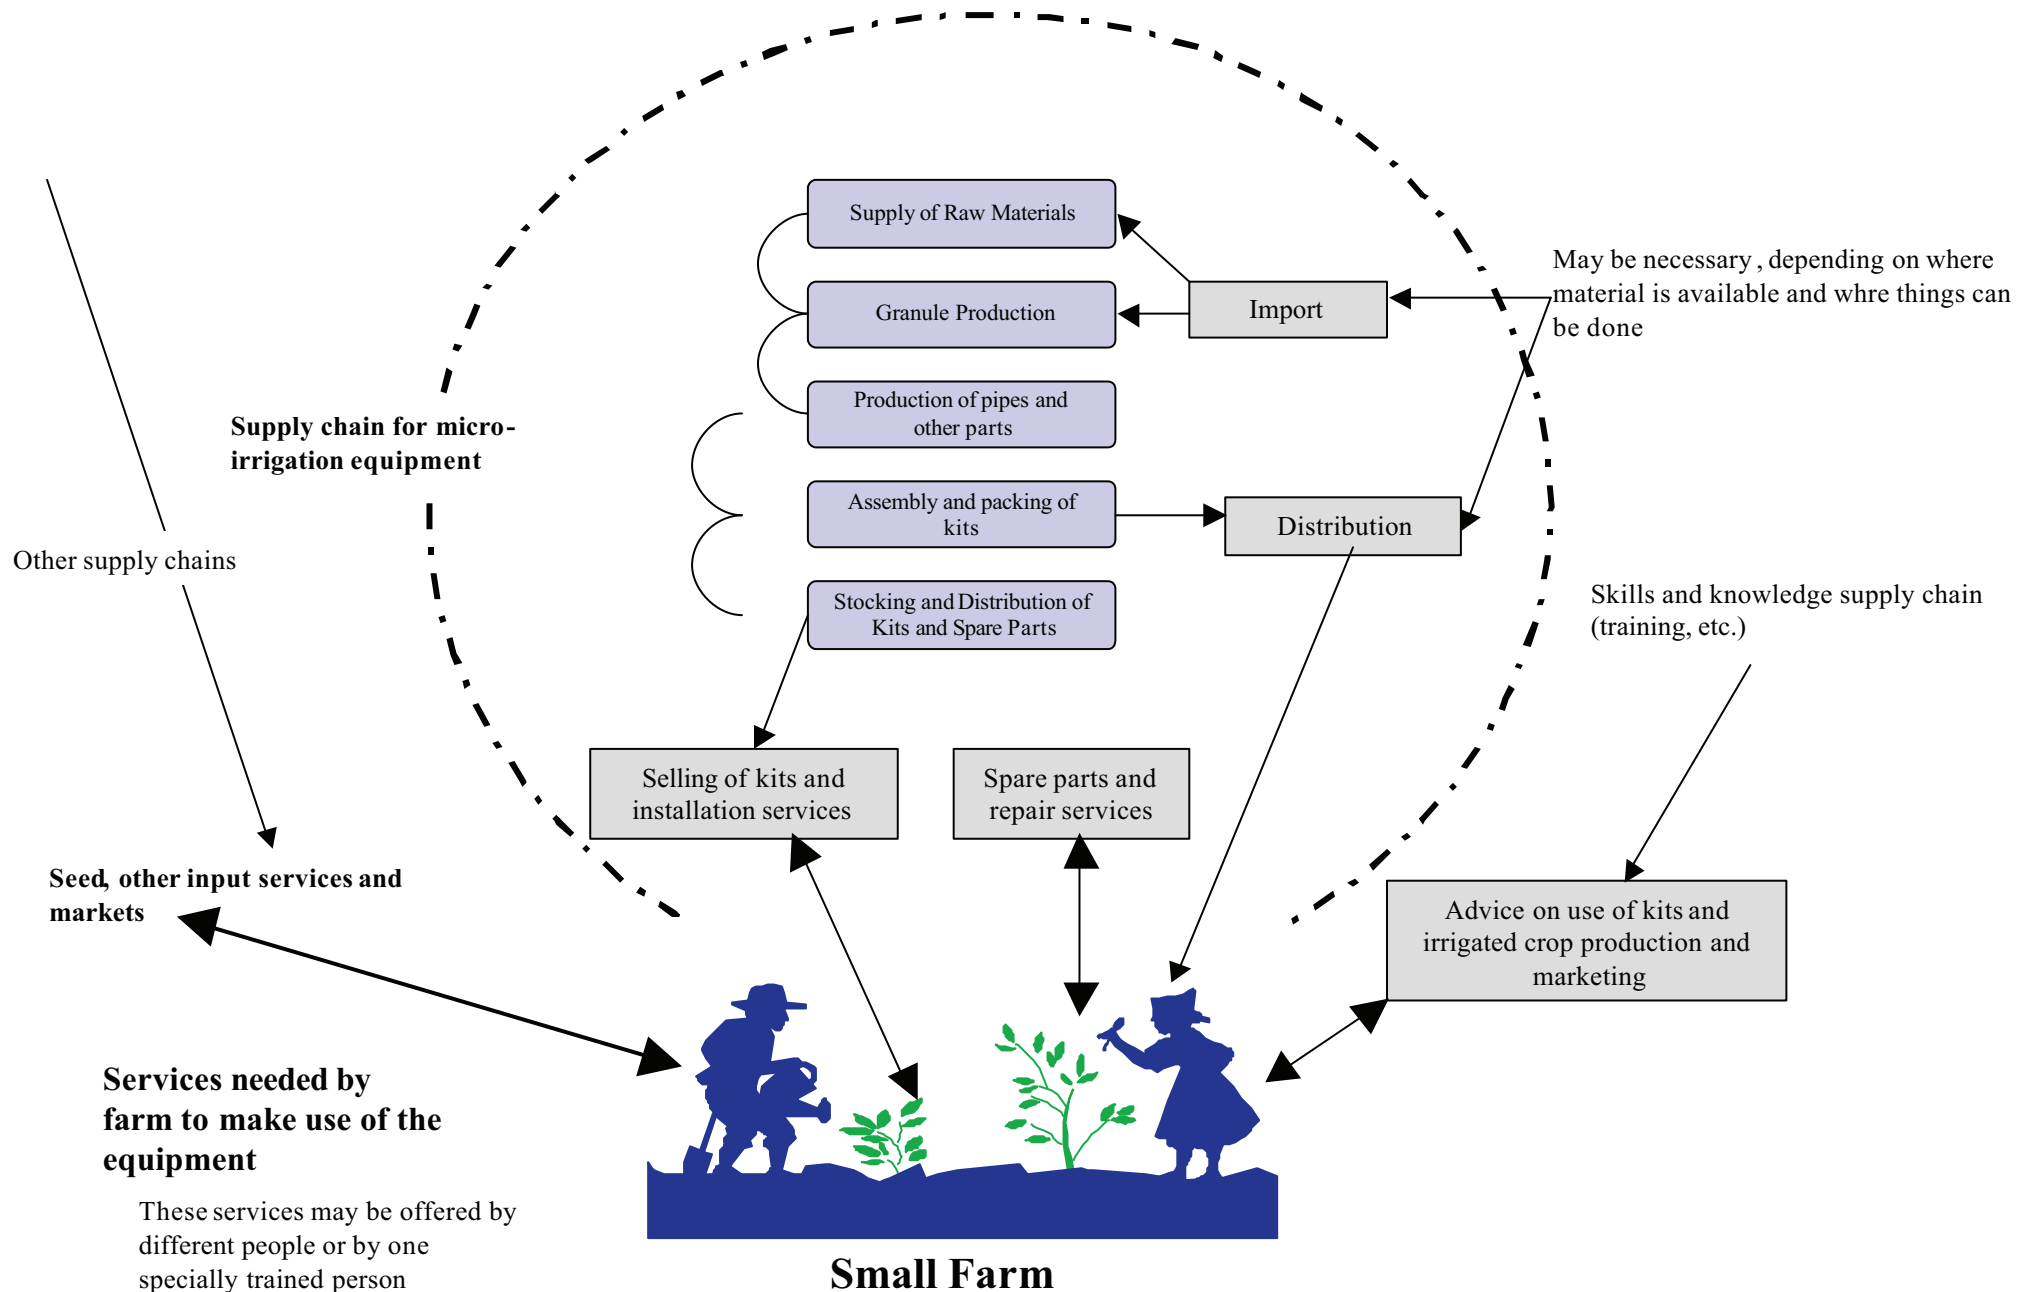 Supply of Raw Materials
Granule Production
Import
May be necessary, depending on where
material is available and whre things can
be done
Production of pipes and
other parts
Supply chain for micro-
irrigation equipment
Assembly and packing of
kits
Distribution
Other supply chains
Stocking and Distribution of
Kits and Spare Parts
Skills and knowledge supply chain
(training, etc.)
Selling of kits and
installation services
Spare parts and
repair services
Seed, other input services and
markets
Advice on use of kits and
irrigated crop production and
marketing
Services needed by
farm to make use of the
equipment
These services may be offered by
different people or by one
specially trained person
Small Farm